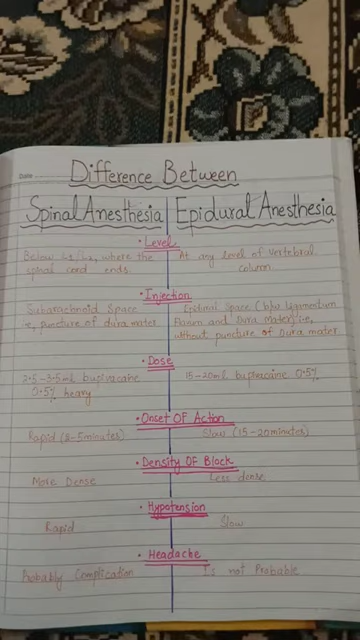 Date
Difference Between
Spinal Anesthesia Epidural Anesthesia
• Level
Below L1/L2, where the
spinal cord ends
At any level of Vertebral
column.
• Injection
Subarachnoid Space
i.e, puncture of dura mater
Epidural Space (b/w Ligamentum
Flavum and Dura mater) i.e,
without puncture of Dura mater
• Dose
2.5-3.5ml bupivacaine
0.5% heavy
15-20ml bupivacaine 0.5%
• Onset OF Action
Rapid (2-5minutes)
Slow (15-20minutes)
• Density OF Block
More Dense
Less dense
• Hypotension
Rapid
Slow
• Headache
Probably Complication
Is not Probable